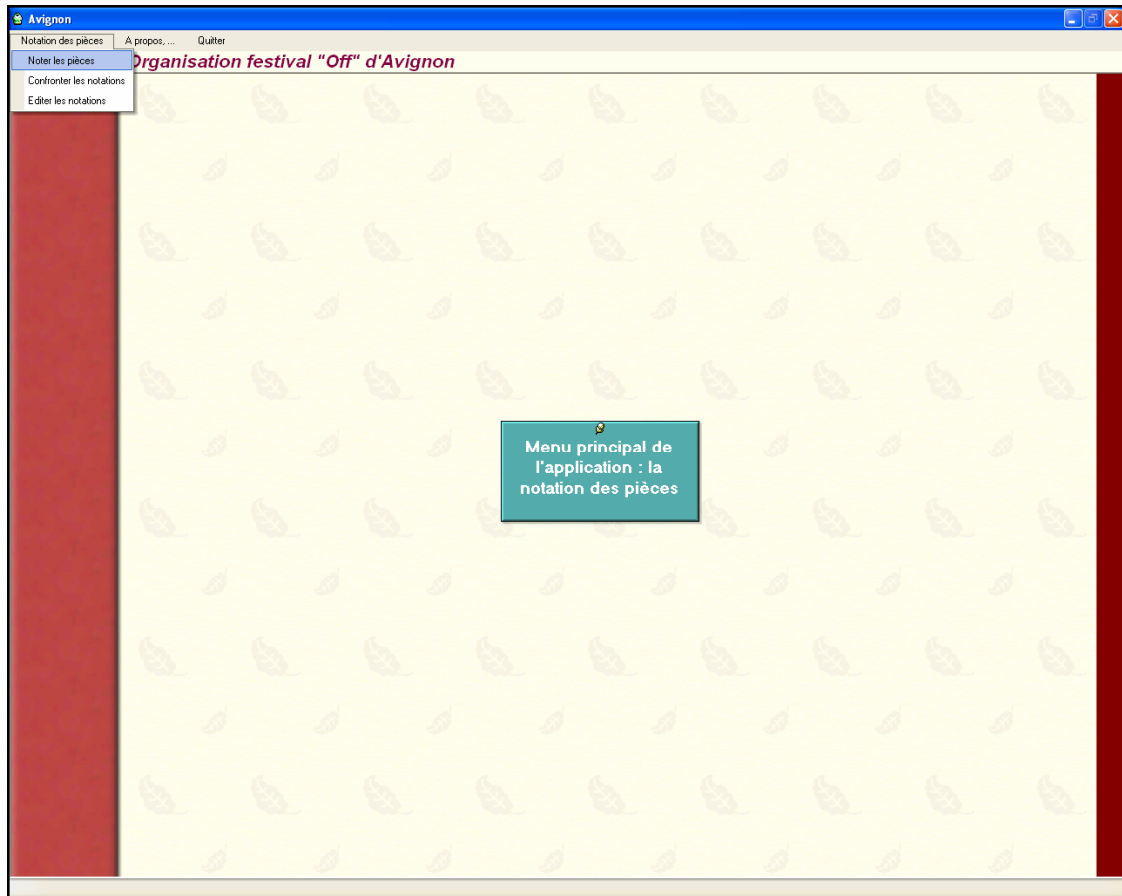 Avignon
Notation des pièces A propos, ... Quitter
Noter les pièces
Organisation festival "Off" d'Avignon
Confronter les notations
Editer les notations
Menu principal de
l'application : la
notation des pièces